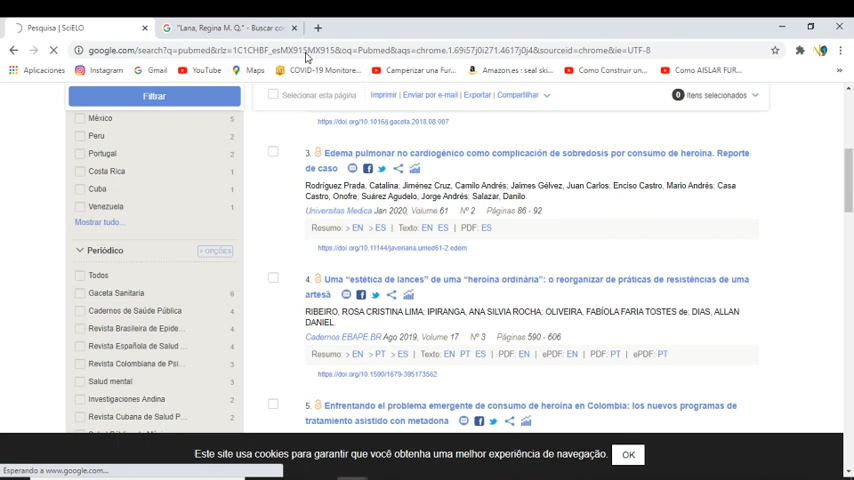 Pesquisa | SciELO
"Lana, Regina M. Q." - Buscar co
google.com/search?q=pubmed&rlz=1C1CHBF_esMX915MX915&oq=Pubmed&aqs=chrome.1.69i57j0i271.4617j0j4&sourceid=chrome&ie=UTF-8
Aplicaciones Instagram Gmail YouTube Maps COVID-19 Monitore... Camperizar una Fur... Amazon.es : seal ski... Como Construir un... Como AISLAR FUR...
Filtrar
México 5
Peru 2
Portugal 2
Costa Rica 1
Cuba 1
Venezuela 1
Mostrar tudo...
Periódico + OPÇÕES
Todos
Gaceta Sanitaria 6
Cadernos de Saúde Pública 4
Revista Brasileira de Epide... 4
Revista Española de Salud ... 4
Revista Colombiana de Psi... 3
Salud mental 3
Investigaciones Andina 2
Revista Cubana de Salud P... 2
Selecionar esta página Imprimir | Enviar por e-mail | Exportar | Compartilhar 0 Itens selecionados
https://doi.org/10.1016/j.gaceta.2018.08.007
3. Edema pulmonar no cardiogénico como complicación de sobredosis por consumo de heroína. Reporte
de caso
Rodríguez Prada, Catalina; Jiménez Cruz, Camilo Andrés; Jaimes Gélvez, Juan Carlos; Enciso Castro, Mario Andrés; Casa
Castro, Onofre; Suárez Agudelo, Jorge Andrés; Salazar, Danilo.
Universitas Medica Jan 2020, Volume 61 Nº 2 Páginas 86 - 92
Resumo: > EN > ES | Texto: EN ES | PDF: ES
https://doi.org/10.11144/javeriana.umed61-2.edem
4. Uma “estética de lances” de uma “heroína ordinária”: o reorganizar de práticas de resistências de uma
artesã
RIBEIRO, ROSA CRISTINA LIMA; IPIRANGA, ANA SILVIA ROCHA; OLIVEIRA, FABÍOLA FARIA TOSTES de; DIAS, ALLAN
DANIEL.
Cadernos EBAPE.BR Ago 2019, Volume 17 Nº 3 Páginas 590 - 606
Resumo: > EN > PT > ES | Texto: EN PT ES | PDF: EN | ePDF: EN | PDF: PT | ePDF: PT
https://doi.org/10.1590/1679-395173562
5. Enfrentando el problema emergente de consumo de heroína en Colombia: los nuevos programas de
tratamiento asistido con metadona
Este site usa cookies para garantir que você obtenha uma melhor experiência de navegação. OK
Esperando a www.google.com...